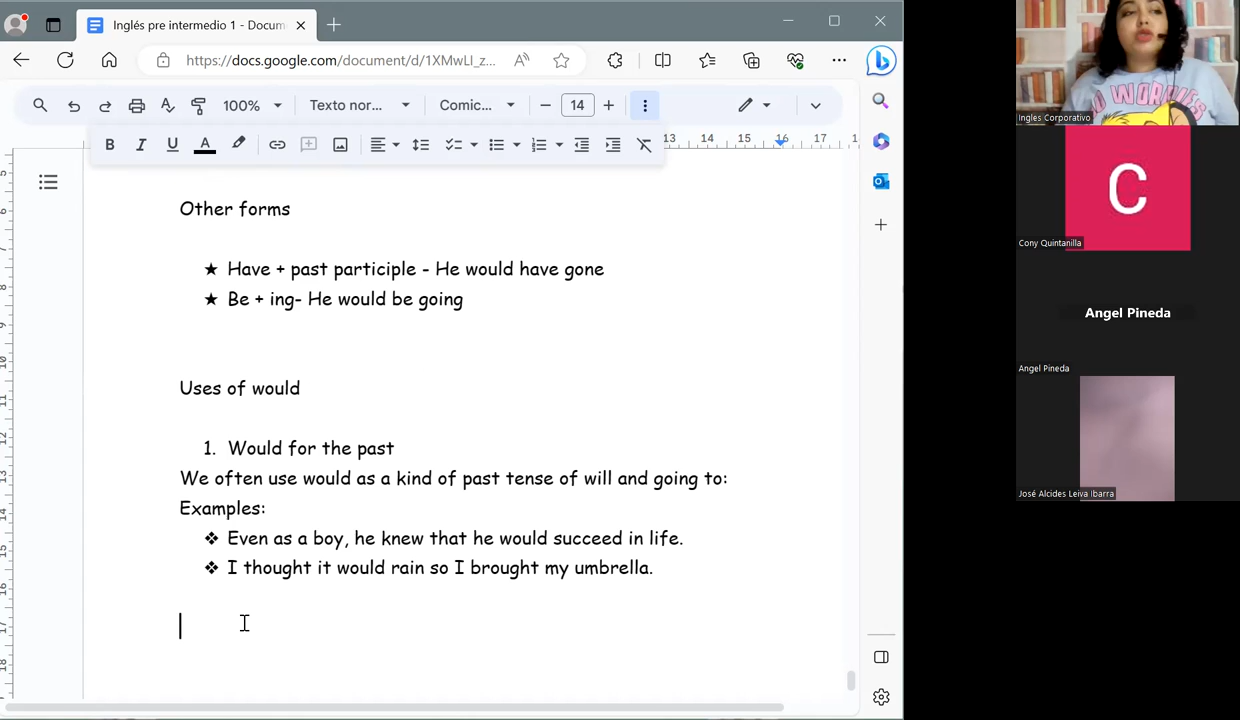 Inglés pre intermedio 1 - Docum
https://docs.google.com/document/d/1XMwLI_z...
100%
Texto nor...
Comic...
14
13 14 15 16 17
Other forms
★ Have + past participle - He would have gone
★ Be + ing- He would be going
Uses of would
1. Would for the past
We often use would as a kind of past tense of will and going to:
Examples:
❖ Even as a boy, he knew that he would succeed in life.
❖ I thought it would rain so I brought my umbrella.
NO WORRIES
Ingles Corporativo
C
Cony Quintanilla
Angel Pineda
Angel Pineda
José Alcides Leiva Ibarra